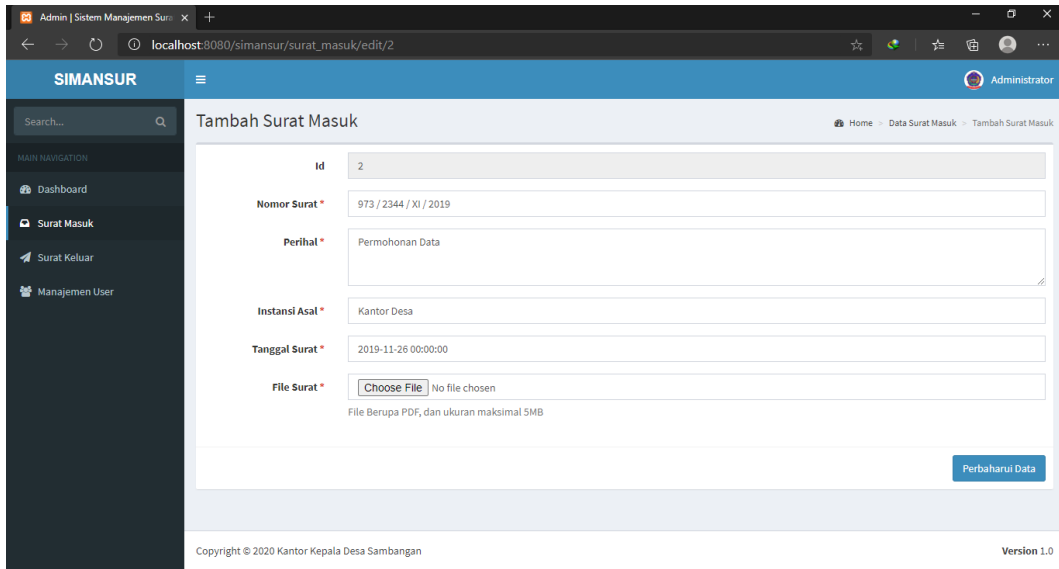 Admin | Sistem Manajemen Sura
localhost:8080/simansur/surat_masuk/edit/2
SIMANSUR
Administrator
Search...
Tambah Surat Masuk
Home > Data Surat Masuk > Tambah Surat Masuk
MAIN NAVIGATION
Dashboard
Surat Masuk
Surat Keluar
Manajemen User
Id
2
Nomor Surat *
973 / 2344 / XI / 2019
Perihal *
Permohonan Data
Instansi Asal *
Kantor Desa
Tanggal Surat *
2019-11-26 00:00:00
File Surat *
Choose File No file chosen
File Berupa PDF, dan ukuran maksimal 5MB
Perbaharui Data
Copyright © 2020 Kantor Kepala Desa Sambangan
Version 1.0